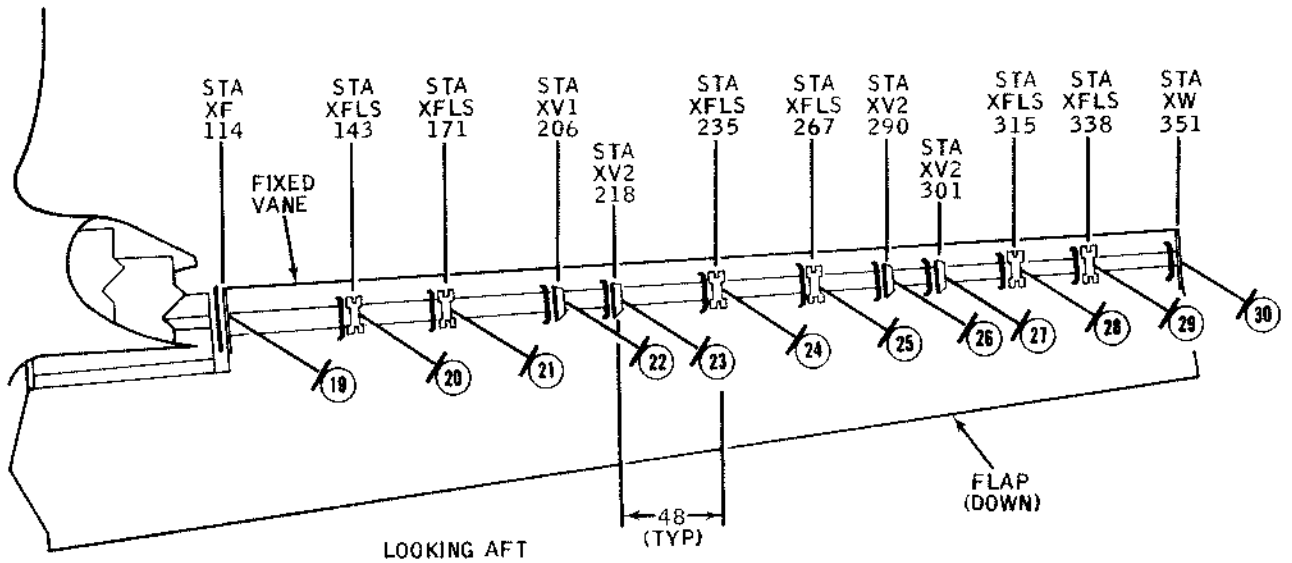 STA
XF
114
STA
XFLS
143
STA
XFLS
171
STA
XV1
206
STA
XV2
218
STA
XFLS
235
STA
XFLS
267
STA
XV2
290
STA
XV2
301
STA
XFLS
315
STA
XFLS
338
STA
XW
351
FIXED
VANE
19
20
21
22
23
24
25
26
27
28
29
30
48
(TYP)
FLAP
(DOWN)
LOOKING AFT